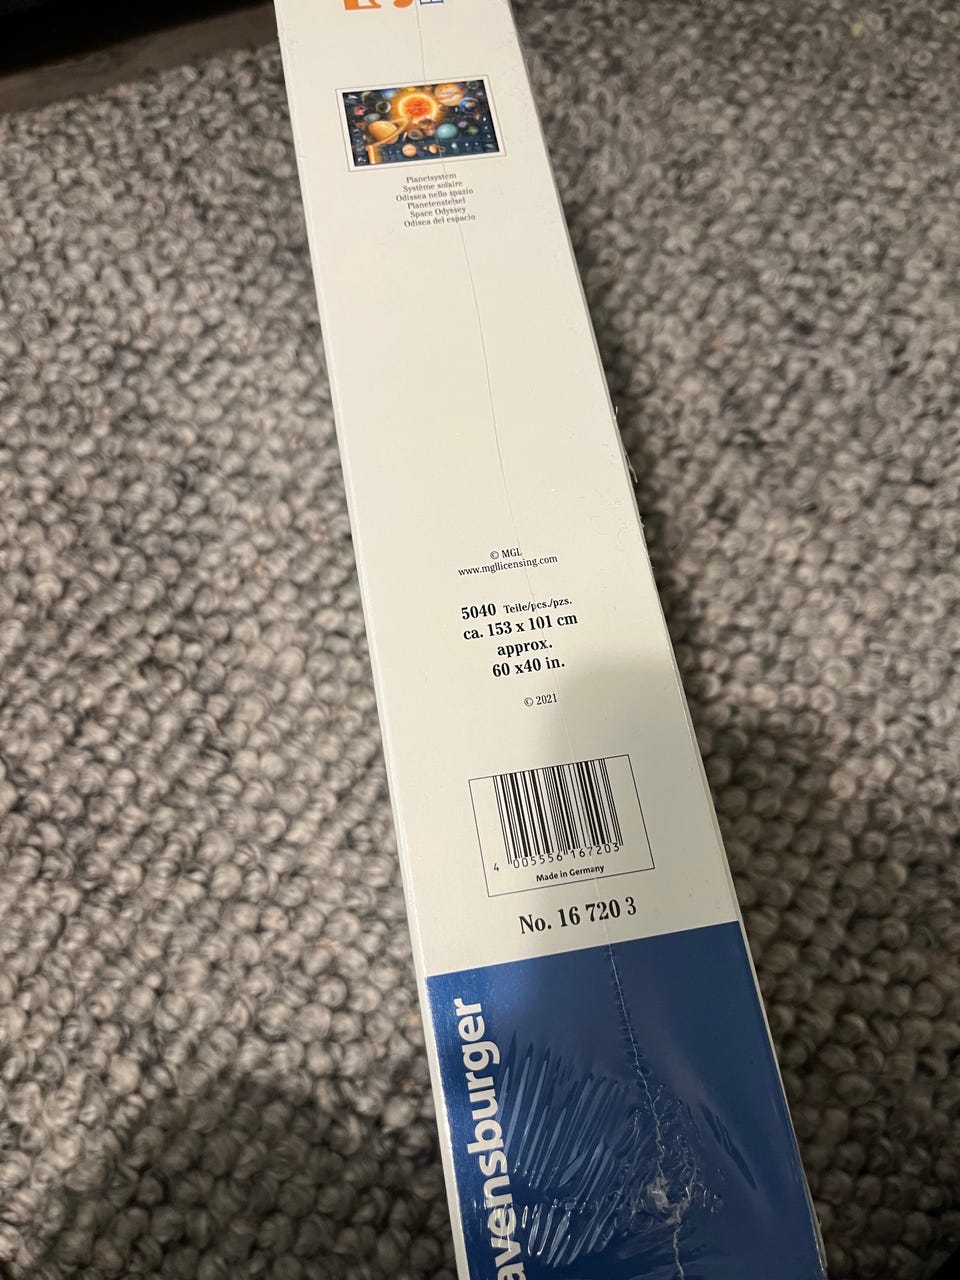 Planetsystem
Système solaire
Odissea nello spazio
Planetenstelsel
Space Odyssey
Odisea del espacio
© MGL
www.mgllicensing.com
5040 Teile/pcs./pzs.
ca. 153 x 101 cm
approx.
60 x40 in.
© 2021
4 005556 167203
Made in Germany
No. 16 720 3
avensburger